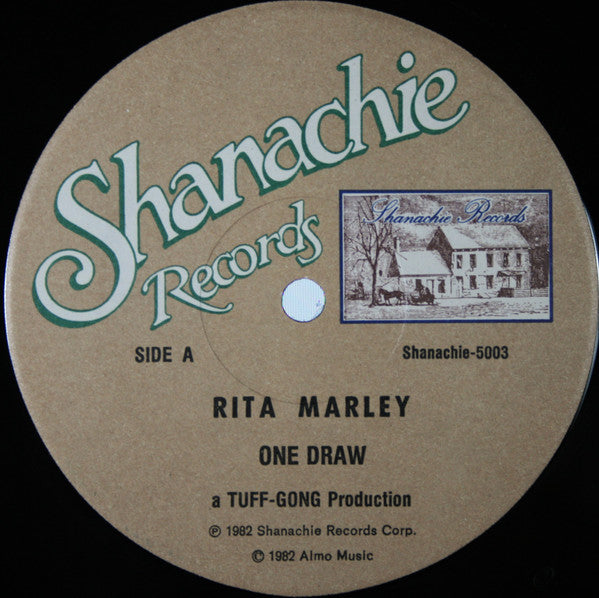 Shanachie
Records
Shanachie Records
SIDE A
Shanachie-5003
RITA MARLEY
ONE DRAW
a TUFF-GONG Production
℗ 1982 Shanachie Records Corp.
© 1982 Almo Music